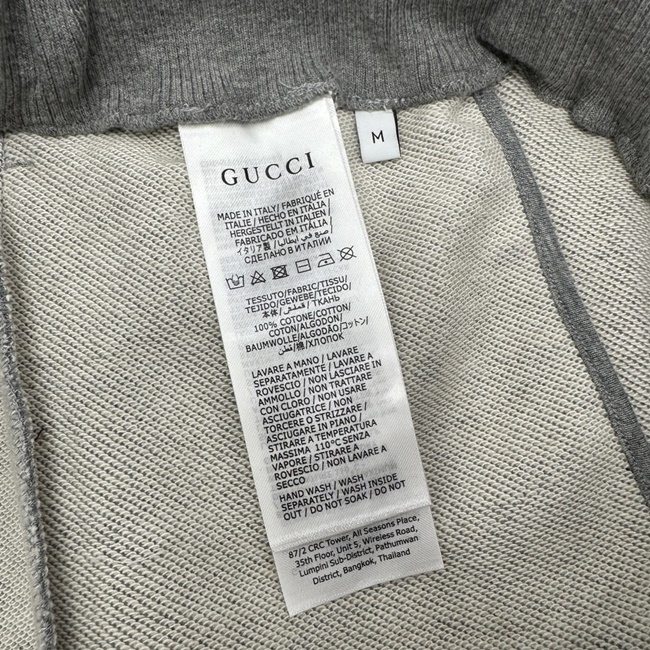 M
GUCCI
MADE IN ITALY/FABRIQUÉ EN
ITALIE / HECHO EN ITALIA/
HERGESTELLT IN ITALIEN/
FABRICADO EM ITÁLIA/
イタリア製 / صنع في ايطاليا /
СДЕЛАНО В ИТАЛИИ
TESSUTO/FABRIC/TISSU/
TEJIDO/GEWEBE/TECIDO/
本体/ قماش/ ТКАНЬ
100% COTONE/COTTON/
COTON/ALGODON/
BAUMWOLLE/ALGODÃO/コットン/
قطن/棉/ХЛОПОК
LAVARE A MANO / LAVARE
SEPARATAMENTE / LAVARE A
ROVESCIO / NON LASCIARE IN
AMMOLLO / NON TRATTARE
CON CLORO / NON USARE
ASCIUGATRICE / NON
TORCERE O STRIZZARE /
ASCIUGARE IN PIANO /
STIRARE A TEMPERATURA
MASSIMA 110°C SENZA
VAPORE / STIRARE A
ROVESCIO / NON LAVARE A
SECCO
HAND WASH / WASH
SEPARATELY / WASH INSIDE
OUT / DO NOT SOAK / DO NOT
87/2 CRC Tower, All Seasons Place,
35th Floor, Unit 5, Wireless Road,
Lumpini Sub-District, Pathumwan
District, Bangkok, Thailand